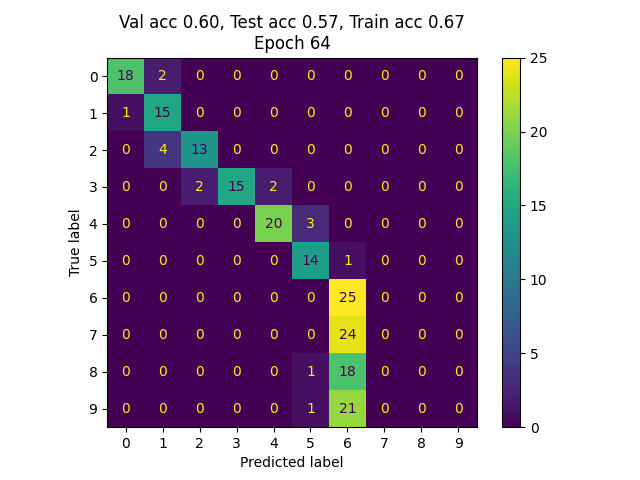 Val acc 0.60, Test acc 0.57, Train acc 0.67
Epoch 64
0 18 2 0 0 0 0 0 0 0 0
1 1 15 0 0 0 0 0 0 0 0
2 0 4 13 0 0 0 0 0 0 0
3 0 0 2 15 2 0 0 0 0 0
4 0 0 0 0 20 3 0 0 0 0
5 0 0 0 0 0 14 1 0 0 0
6 0 0 0 0 0 0 25 0 0 0
7 0 0 0 0 0 0 24 0 0 0
8 0 0 0 0 0 1 18 0 0 0
9 0 0 0 0 0 1 21 0 0 0
0 1 2 3 4 5 6 7 8 9
Predicted label
True label
25
20
15
10
5
0